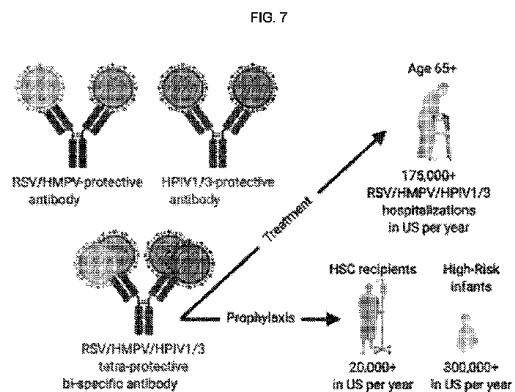 FIG. 7
RSV/HMPV-protective
antibody
HPIV1/3-protective
antibody
RSV/HMPV/HPIV1/3
tetra-protective
bi-specific antibody
Treatment
Prophylaxis
Age 65+
175,000+
RSV/HMPV/HPIV1/3
hospitalizations
in US per year
HSC recipients
20,000+
in US per year
High-Risk
infants
300,000+
in US per year